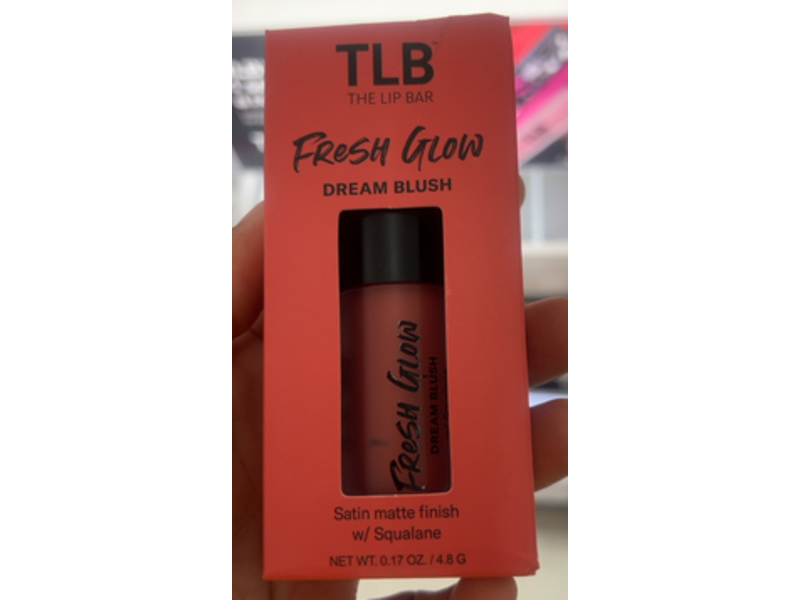 TLB™
THE LIP BAR
FResH GLOW
DREAM BLUSH
FResH GLOW
DREAM BLUSH
Satin matte finish
w/ Squalane
NET WT. 0.17 OZ. / 4.8 G